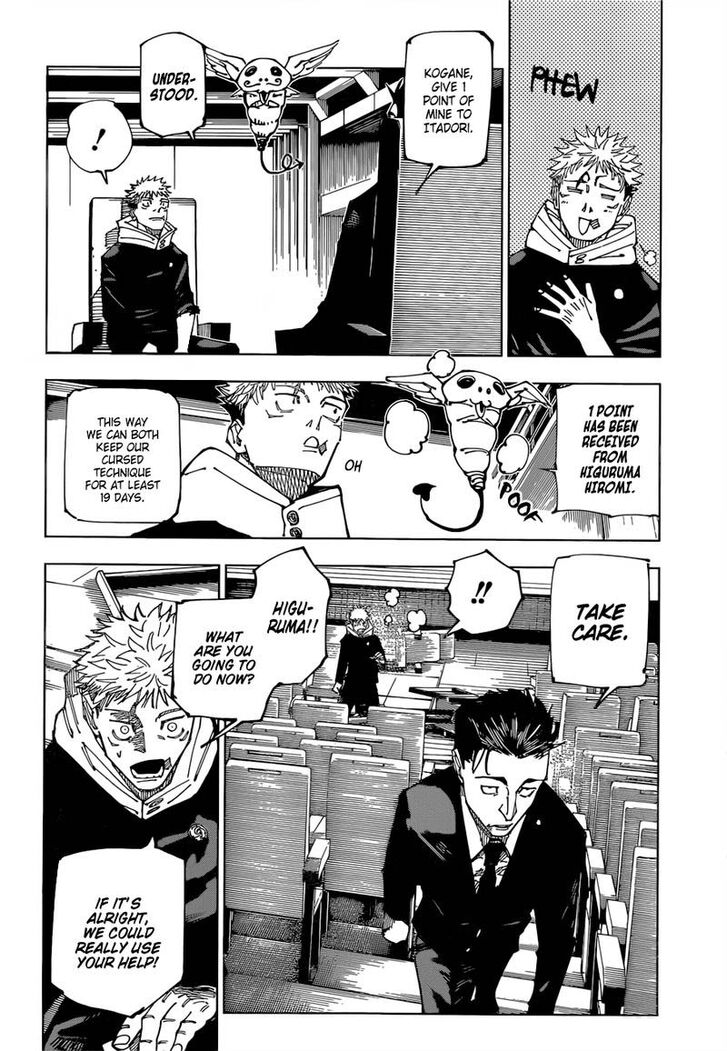 PHEW
KOGANE,
GIVE 1
POINT
OF MINE TO
ITADORI.
UNDER-
STOOD.
!
1 POINT
HAS BEEN
RECEIVED
FROM
HIGURUMA
HIROMI.
POOF
OH
THIS WAY
WE CAN BOTH
KEEP OUR
CURSED
TECHNIQUE
FOR AT LEAST
19 DAYS.
TAKE
CARE.
!!
HIGU-
RUMA!!
WHAT
ARE YOU
GOING TO
DO NOW?
IF IT'S
ALRIGHT,
WE COULD
REALLY USE
YOUR HELP!